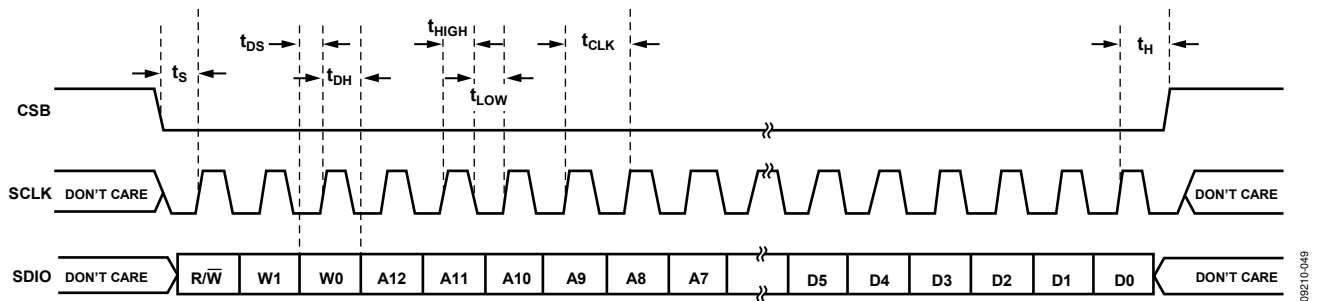 tHIGH
tDS
tCLK
tH
tS
tDH
tLOW
CSB
SCLK DON'T CARE DON'T CARE
SDIO DON'T CARE R/W̅ W1 W0 A12 A11 A10 A9 A8 A7 D5 D4 D3 D2 D1 D0 DON'T CARE
09210-049